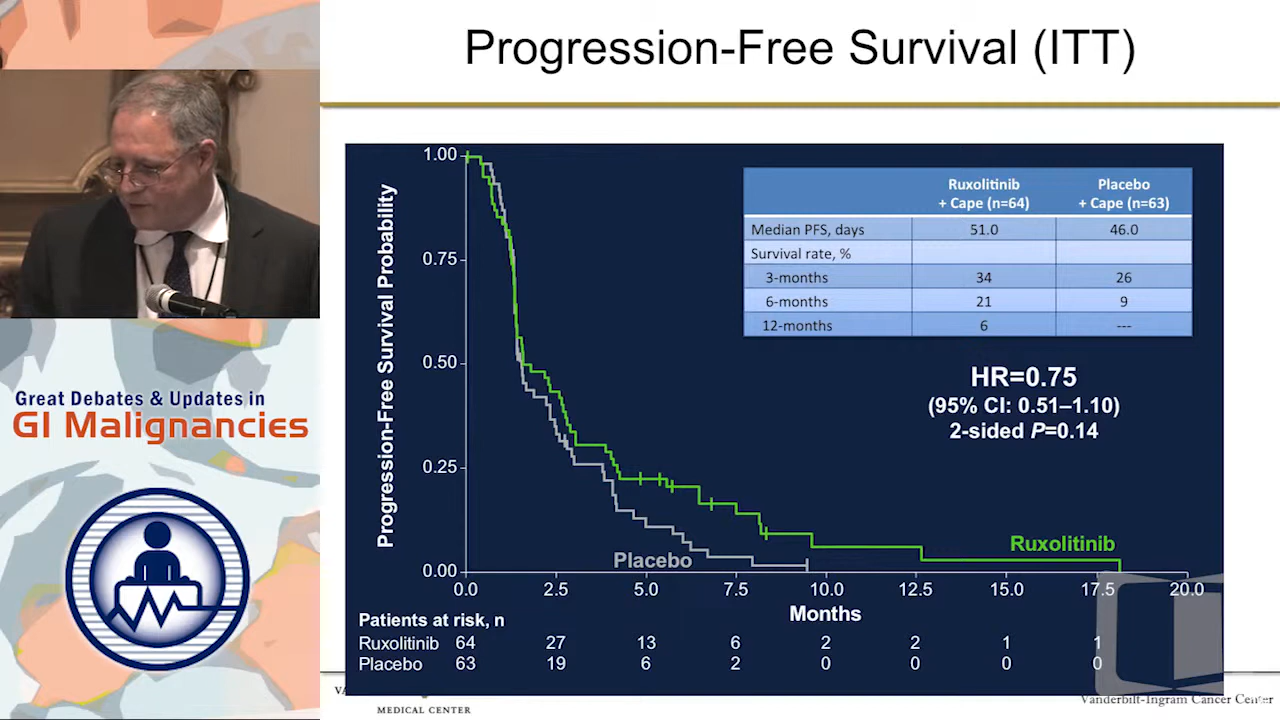 Progression-Free Survival (ITT)
Great Debates & Updates in
GI Malignancies
Progression-Free Survival Probability
1.00
0.75
0.50
0.25
0.00
Ruxolitinib + Cape (n=64)
Placebo + Cape (n=63)
Median PFS, days 51.0 46.0
Survival rate, %
3-months 34 26
6-months 21 9
12-months 6 ---
HR=0.75
(95% CI: 0.51–1.10)
2-sided P=0.14
Placebo
Ruxolitinib
0.0 2.5 5.0 7.5 10.0 12.5 15.0 17.5 20.0
Months
Patients at risk, n
Ruxolitinib 64 27 13 6 2 2 1 1
Placebo 63 19 6 2 0 0 0 0
MEDICAL CENTER
Vanderbilt-Ingram Cancer Center